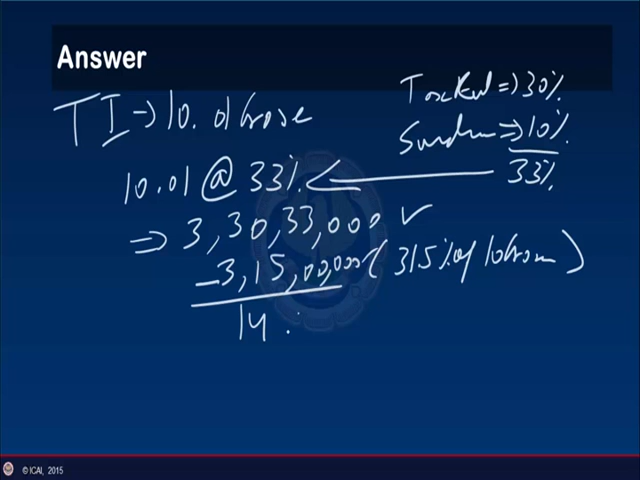 Answer
Tax Rate => 30%
TI -> 10.01 Crore
=> 10%
33%
10.01 @ 33%
=> 3,30,33,000 ✓
-3,15,00,000 (31.5% of 10 Crore)
14.
© ICAI, 2015